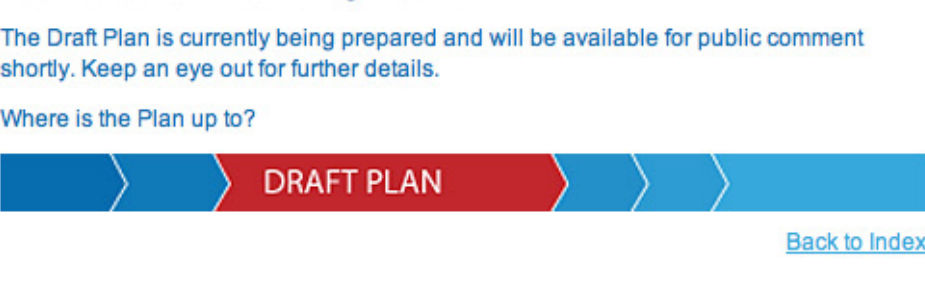 The Draft Plan is currently being prepared and will be available for public comment
shortly. Keep an eye out for further details.
Where is the Plan up to?
DRAFT PLAN
Back to Index